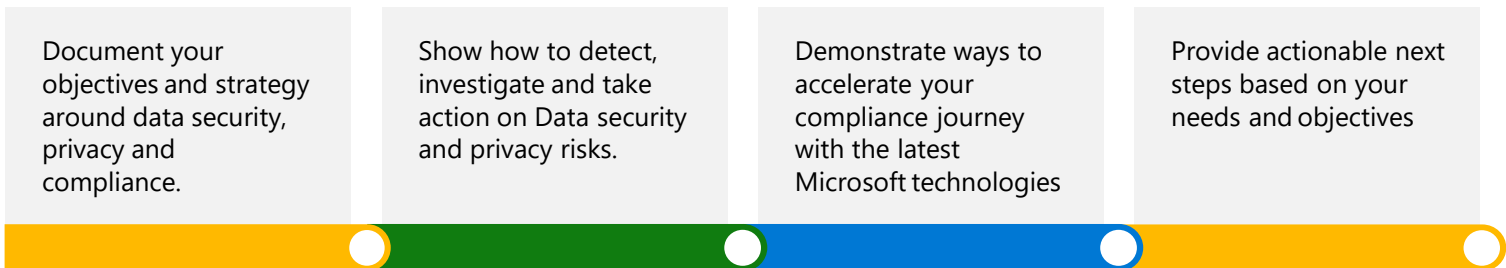 Document your
objectives and strategy
around data security,
privacy and
compliance.
Show how to detect,
investigate and take
action on Data security
and privacy risks.
Demonstrate ways to
accelerate your
compliance journey
with the latest
Microsoft technologies
Provide actionable next
steps based on your
needs and objectives